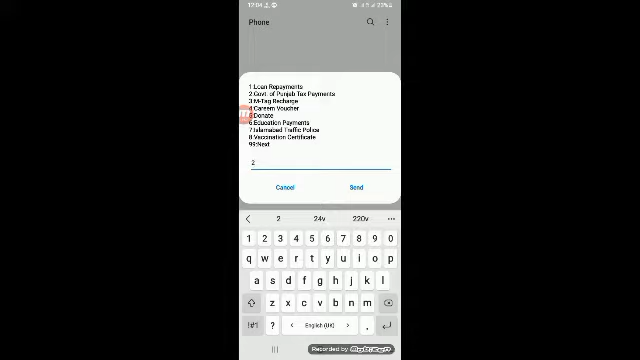 12:04
23%
Phone
1:Loan Repayments
2:Govt. of Punjab Tax Payments
3:M-Tag Recharge
4:Careem Voucher
5:Donate
6:Education Payments
7:Islamabad Traffic Police
8:Vaccination Certificate
99:Next
2
Cancel Send
2 24v 220v
1 2 3 4 5 6 7 8 9 0
q w e r t y u i o p
a s d f g h j k l
z x c v b n m
!#1 ? English (UK) .
Recorded by